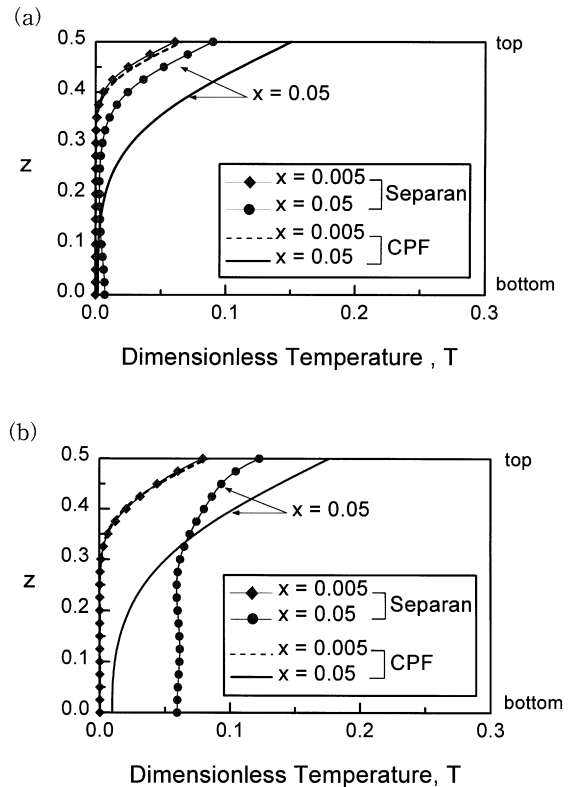 (a)
0.5
top
0.4
x = 0.05
0.3
z
x = 0.005
0.2
Separan
x = 0.05
x = 0.005
0.1
CPF
x = 0.05
bottom
0.0
0.0 0.1 0.2 0.3
Dimensionless Temperature , T
(b)
0.5
top
0.4
x = 0.05
0.3
z
x = 0.005
Separan
0.2
x = 0.05
x = 0.005
0.1
CPF
x = 0.05
bottom
0.0
0.0 0.1 0.2 0.3
Dimensionless Temperature, T